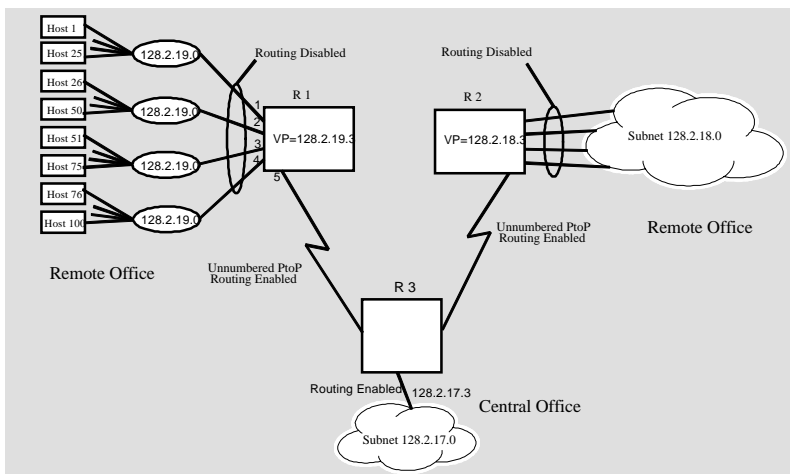 Host 1
Host 25
Host 26
Host 50
Host 51
Host 75
Host 76
Host 100
128.2.19.0
128.2.19.0
128.2.19.0
128.2.19.0
Remote Office
Routing Disabled
R 1
1
2
3
4
5
VP=128.2.19.3
Unnumbered PtoP
Routing Enabled
Routing Disabled
R 2
VP=128.2.18.3
Subnet 128.2.18.0
Unnumbered PtoP
Routing Enabled
Remote Office
R 3
Routing Enabled
128.2.17.3
Central Office
Subnet 128.2.17.0